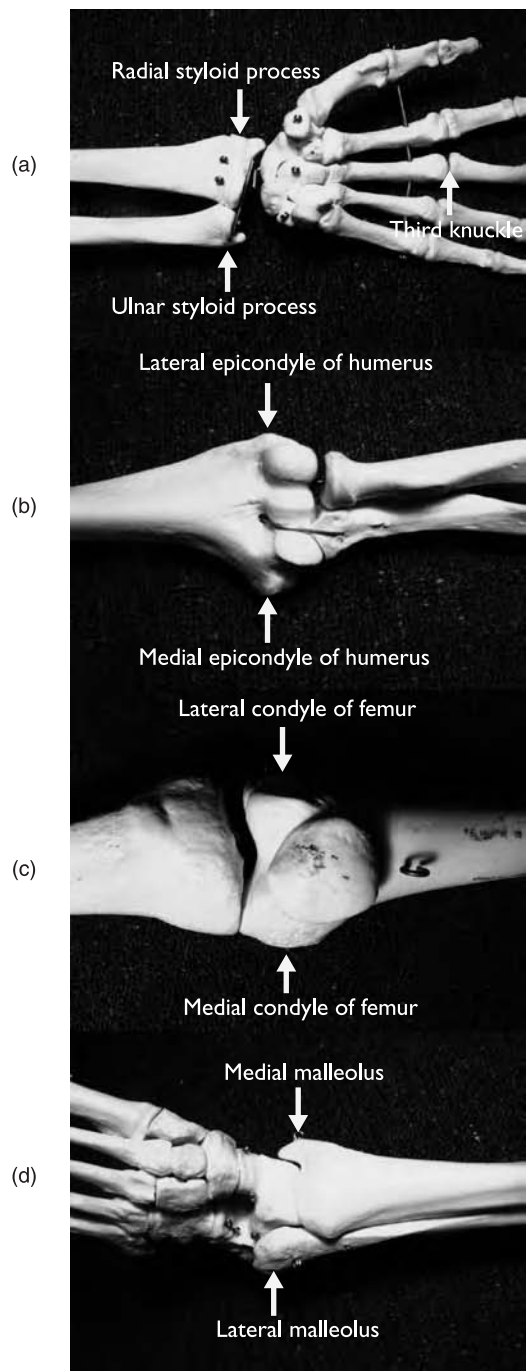 Radial styloid process
(a)
Third knuckle
Ulnar styloid process
Lateral epicondyle of humerus
(b)
Medial epicondyle of humerus
Lateral condyle of femur
(c)
Medial condyle of femur
Medial malleolus
(d)
Lateral malleolus